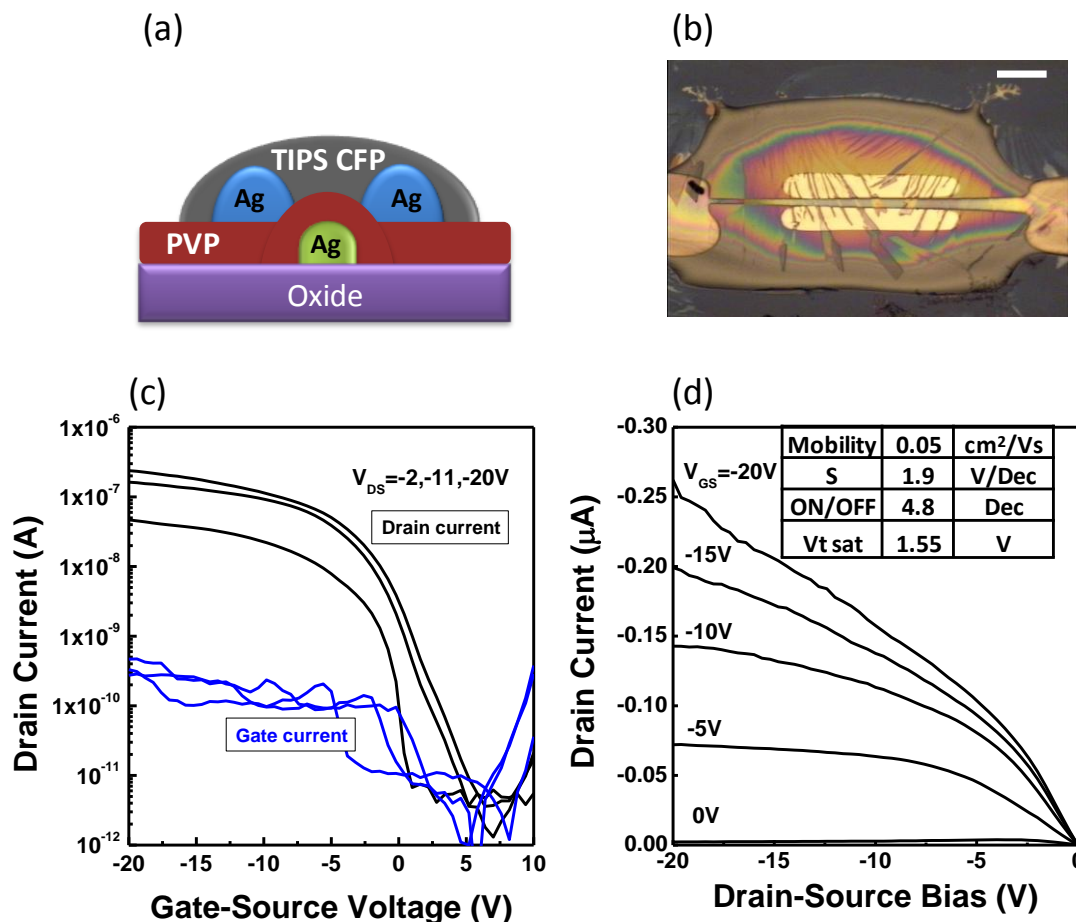 (a)
TIPS CFP
Ag
Ag
PVP
Ag
Oxide
(b)
(c)
1x10⁻⁶
1x10⁻⁷
1x10⁻⁸
1x10⁻⁹
1x10⁻¹⁰
10⁻¹¹
10⁻¹²
Drain Current (A)
V_DS=-2,-11,-20V
Drain current
Gate current
-20 -15 -10 -5 0 5 10
Gate-Source Voltage (V)
(d)
-0.30
-0.25
-0.20
-0.15
-0.10
-0.05
0.00
Drain Current (μA)
V_GS=-20V
-15V
-10V
-5V
0V
Mobility 0.05 cm²/Vs
S 1.9 V/Dec
ON/OFF 4.8 Dec
Vt sat 1.55 V
-20 -15 -10 -5 0
Drain-Source Bias (V)